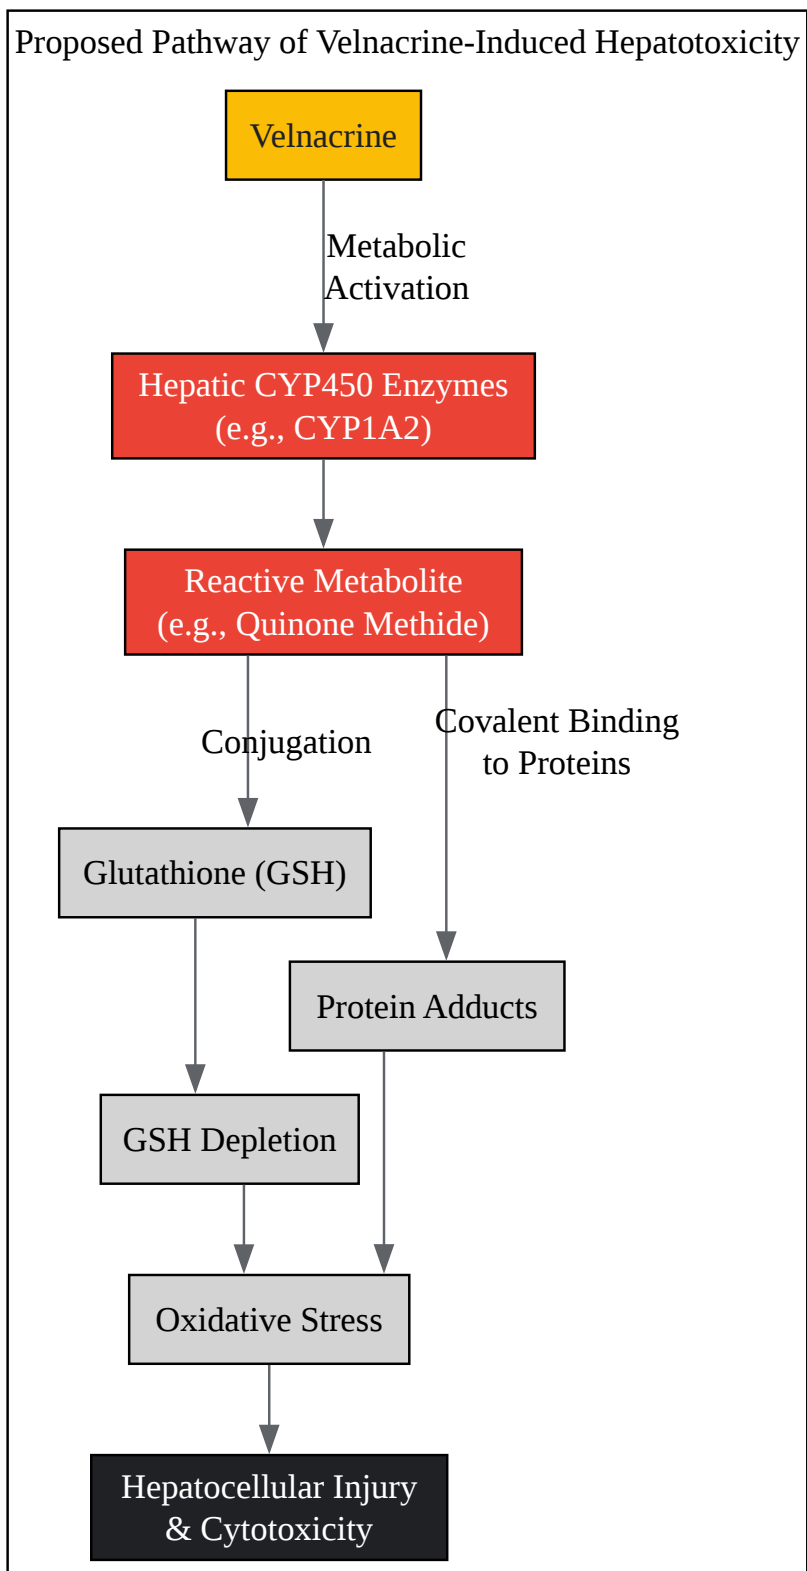 Proposed Pathway of Velnacrine-Induced Hepatotoxicity
Velnacrine
Metabolic
Activation
Hepatic CYP450 Enzymes
(e.g., CYP1A2)
Reactive Metabolite
(e.g., Quinone Methide)
Conjugation
Covalent Binding
to Proteins
Glutathione (GSH)
Protein Adducts
GSH Depletion
Oxidative Stress
Hepatocellular Injury
& Cytotoxicity